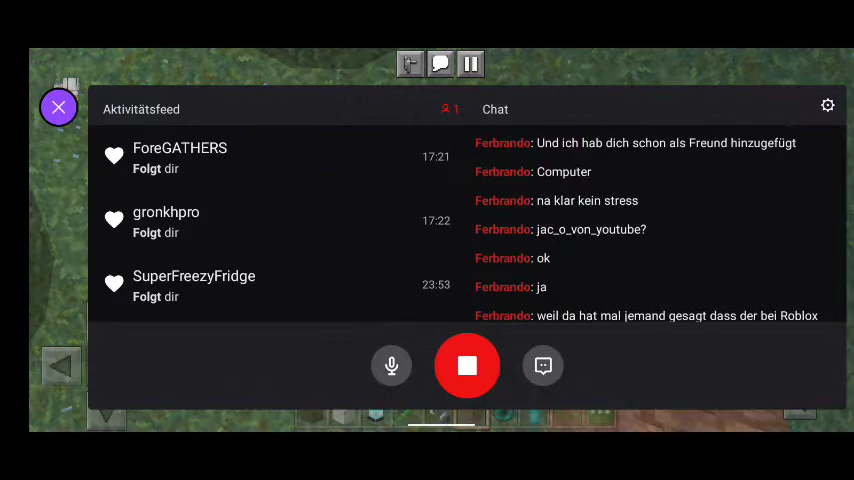 Aktivitätsfeed
1
Chat
ForeGATHERS
Folgt dir
17:21
gronkhpro
Folgt dir
17:22
SuperFreezyFridge
Folgt dir
23:53
Ferbrando: Und ich hab dich schon als Freund hinzugefügt
Ferbrando: Computer
Ferbrando: na klar kein stress
Ferbrando: jac_o_von_youtube?
Ferbrando: ok
Ferbrando: ja
Ferbrando: weil da hat mal jemand gesagt dass der bei Roblox